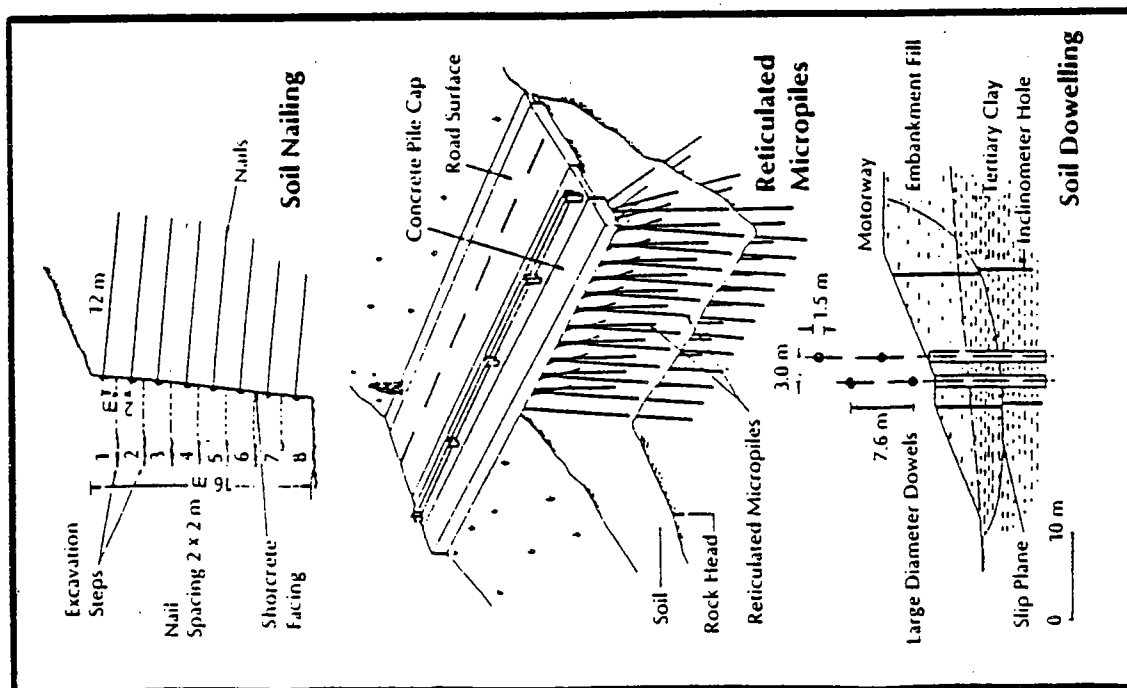 Excavation
Steps
1
2
3
4
5
6
7
8
2 m
16 m
12 m
Nail
Spacing 2 x 2 m
Shotcrete
Facing
Nails
Soil Nailing
Concrete Pile Cap
Road Surface
Soil
Rock Head
Reticulated Micropiles
Reticulated
Micropiles
3.0 m
1.5 m
7.6 m
Large Diameter Dowels
Motorway
Embankment Fill
Tertiary Clay
Inclinometer Hole
Slip Plane
0
10 m
Soil Dowelling